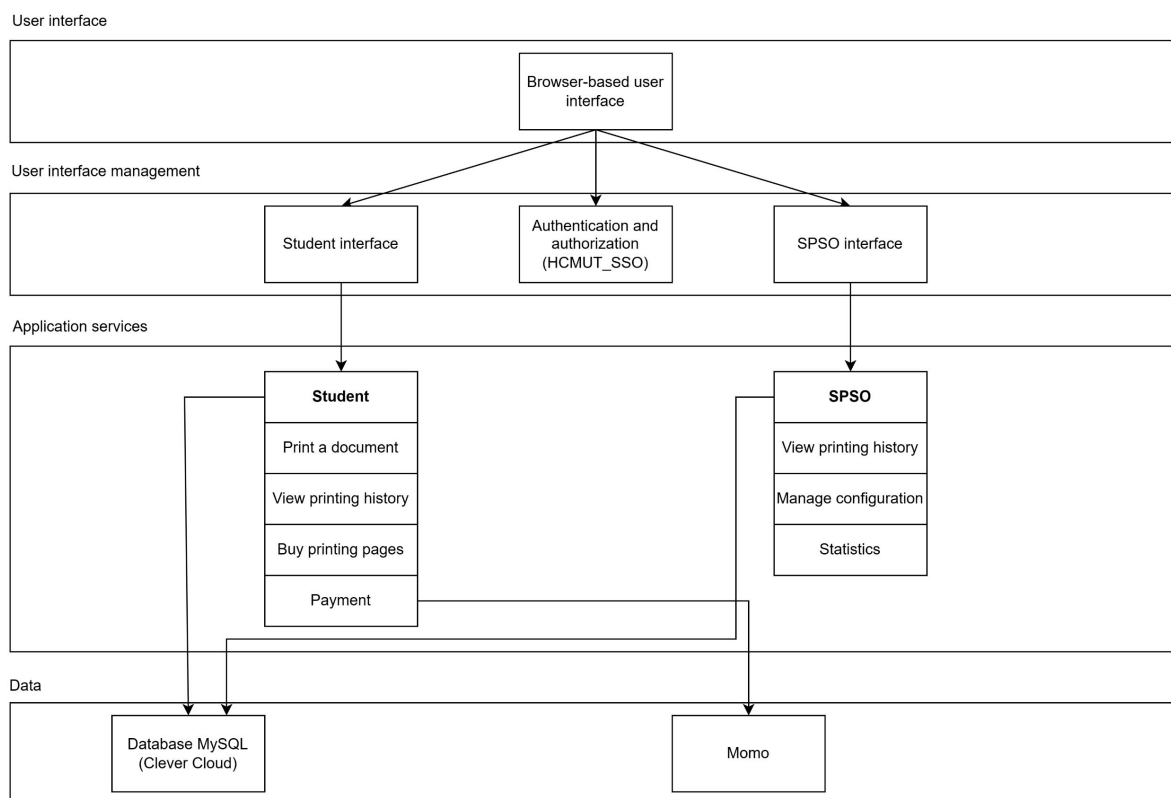 User interface
Browser-based user
interface
User interface management
Student interface
Authentication and
authorization
(HCMUT_SSO)
SPSO interface
Application services
Student
Print a document
View printing history
Buy printing pages
Payment
SPSO
View printing history
Manage configuration
Statistics
Data
Database MySQL
(Clever Cloud)
Momo